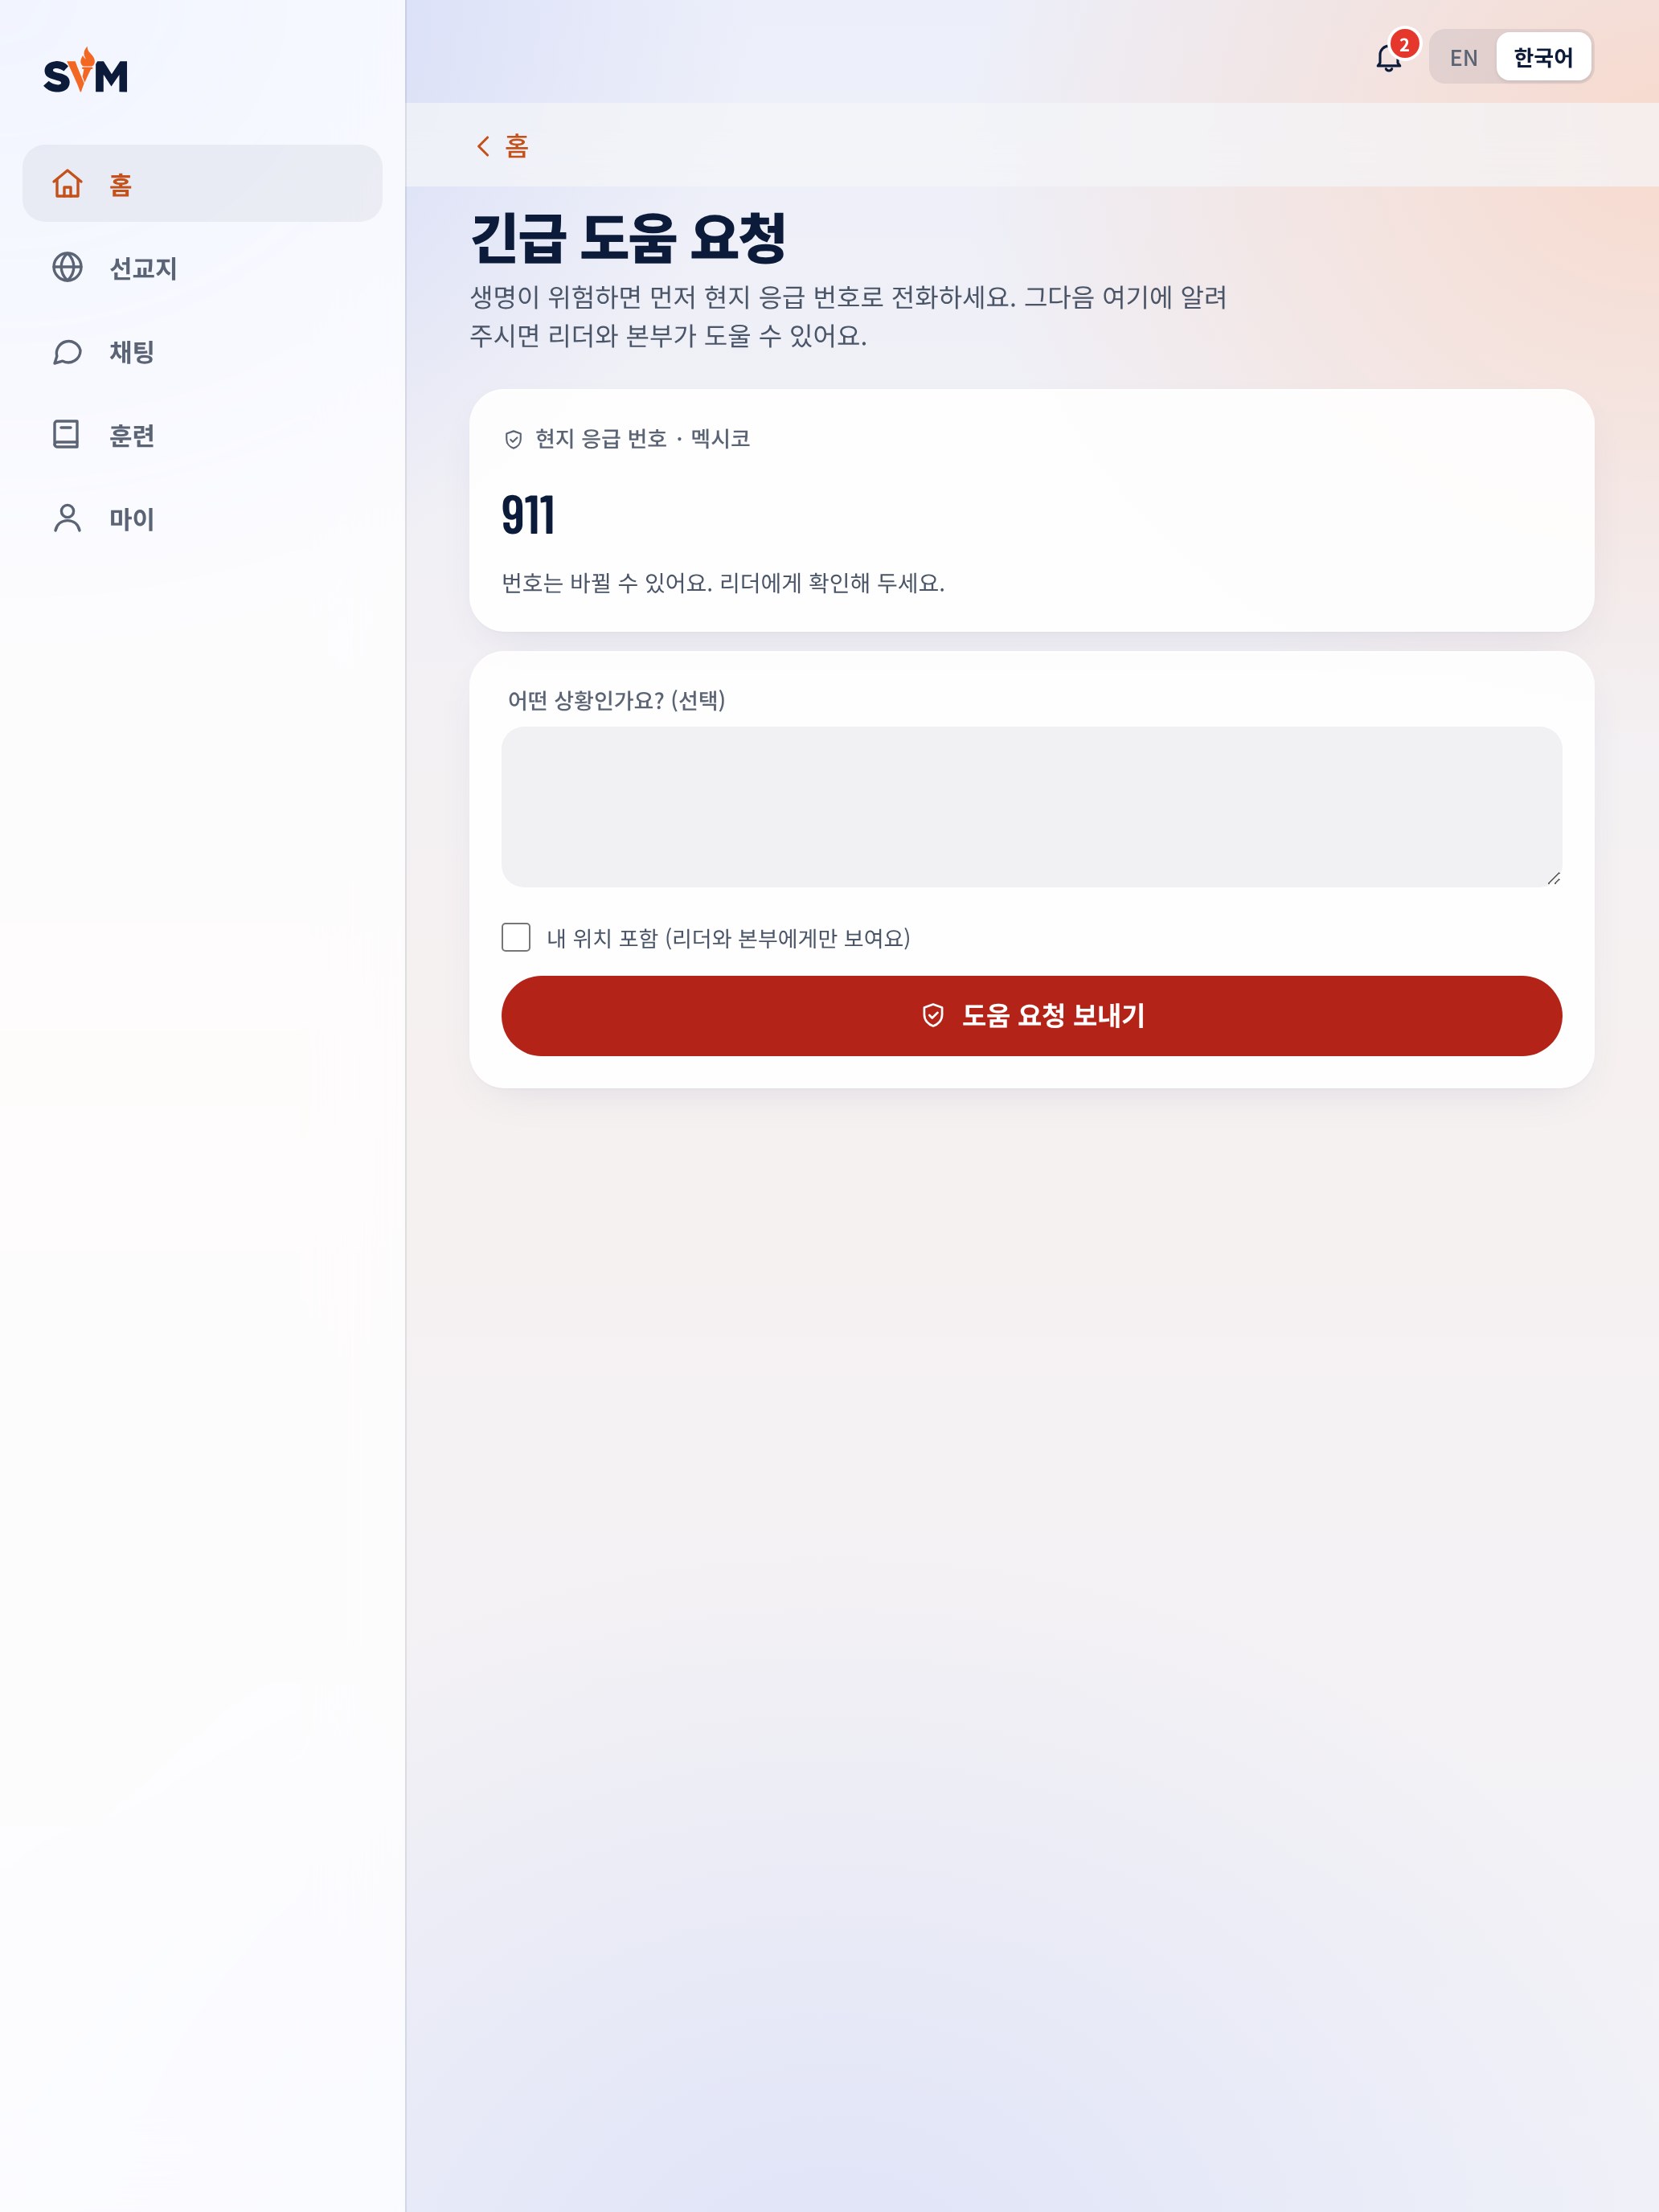 SVM
홈
선교지
채팅
훈련
마이
2
EN
한국어
홈
긴급 도움 요청
생명이 위험하면 먼저 현지 응급 번호로 전화하세요. 그다음 여기에 알려
주시면 리더와 본부가 도울 수 있어요.
현지 응급 번호 · 멕시코
911
번호는 바뀔 수 있어요. 리더에게 확인해 두세요.
어떤 상황인가요? (선택)
내 위치 포함 (리더와 본부에게만 보여요)
도움 요청 보내기